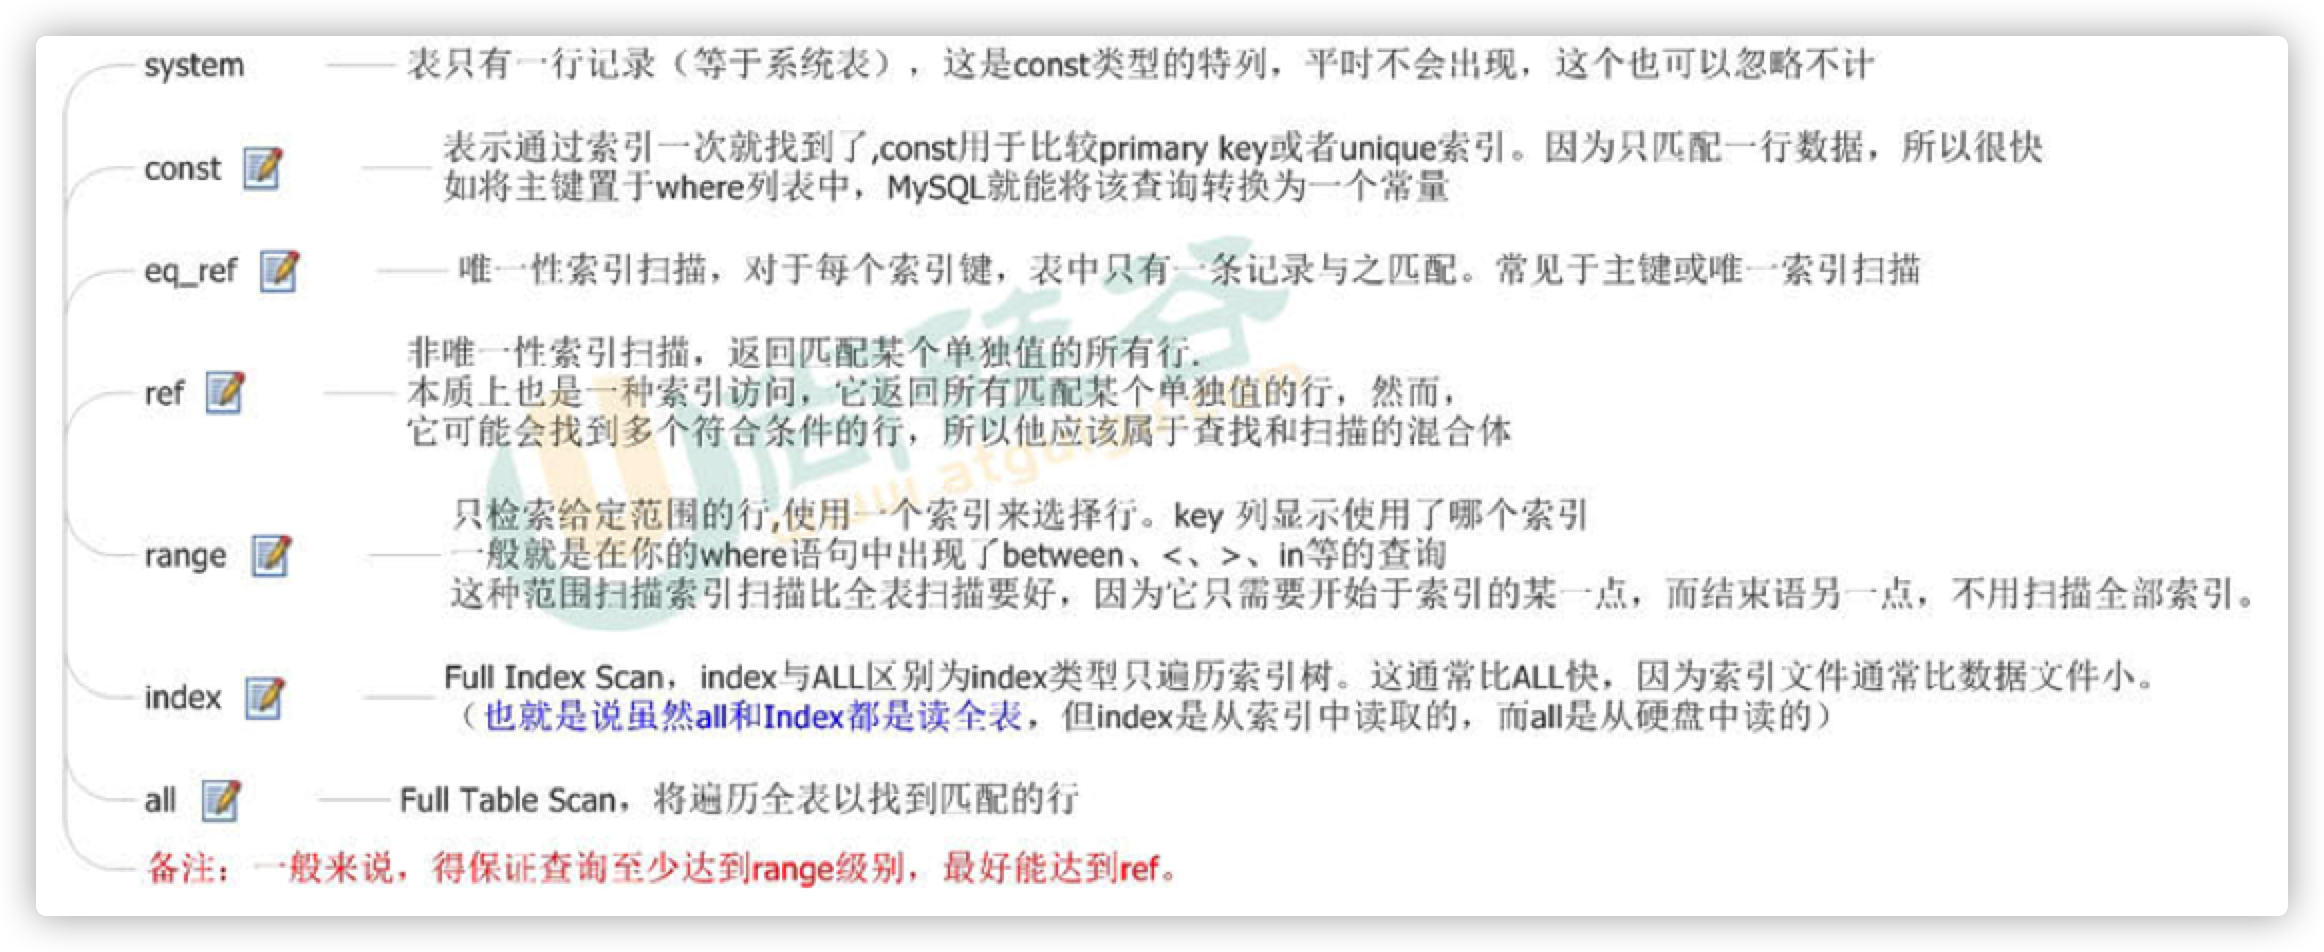 system 表只有一行记录（等于系统表），这是const类型的特列，平时不会出现，这个也可以忽略不计
const 表示通过索引一次就找到了,const用于比较primary key或者unique索引。因为只匹配一行数据，所以很快
如将主键置于where列表中，MySQL就能将该查询转换为一个常量
eq_ref 唯一性索引扫描，对于每个索引键，表中只有一条记录与之匹配。常见于主键或唯一索引扫描
非唯一性索引扫描，返回匹配某个单独值的所有行.
ref 本质上也是一种索引访问，它返回所有匹配某个单独值的行，然而，
它可能会找到多个符合条件的行，所以他应该属于查找和扫描的混合体
只检索给定范围的行,使用一个索引来选择行。key 列显示使用了哪个索引
range 一般就是在你的where语句中出现了between、<、>、in等的查询
这种范围扫描索引扫描比全表扫描要好，因为它只需要开始于索引的某一点，而结束语另一点，不用扫描全部索引。
index Full Index Scan，index与ALL区别为index类型只遍历索引树。这通常比ALL快，因为索引文件通常比数据文件小。
（也就是说虽然all和Index都是读全表，但index是从索引中读取的，而all是从硬盘中读的）
all Full Table Scan，将遍历全表以找到匹配的行
备注：一般来说，得保证查询至少达到range级别，最好能达到ref。
尚硅谷
www.atguigu.com